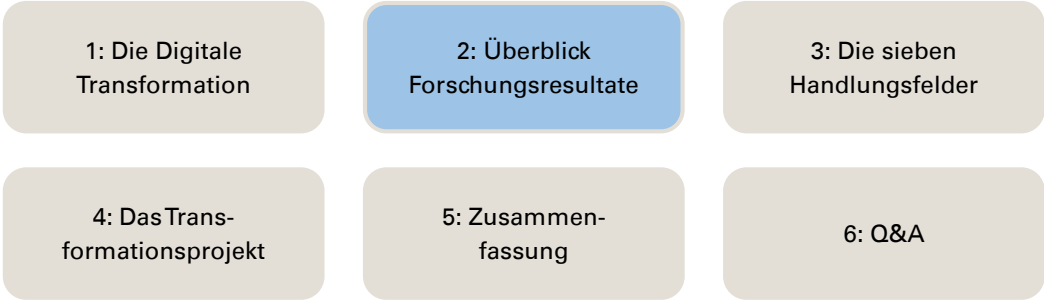 1: Die Digitale
Transformation
2: Überblick
Forschungsresultate
3: Die sieben
Handlungsfelder
4: Das Trans-
formationsprojekt
5: Zusammen-
fassung
6: Q&A